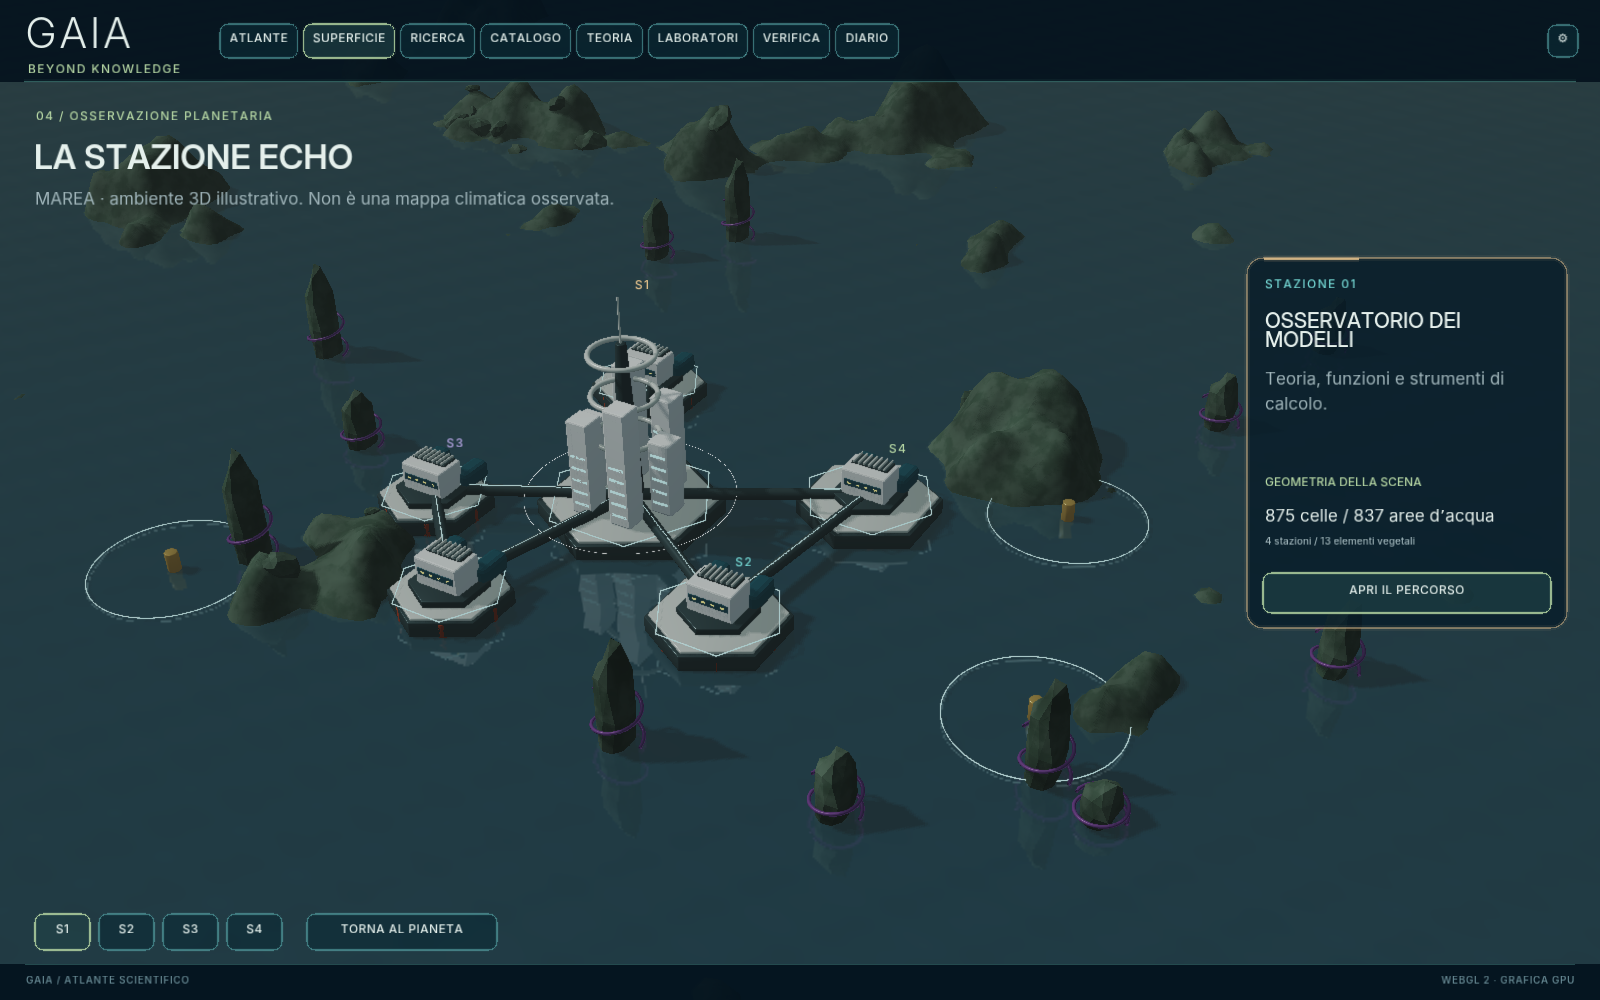 GAIA
BEYOND KNOWLEDGE
ATLANTE
SUPERFICIE
RICERCA
CATALOGO
TEORIA
LABORATORI
VERIFICA
DIARIO
04 / OSSERVAZIONE PLANETARIA
LA STAZIONE ECHO
MAREA · ambiente 3D illustrativo. Non è una mappa climatica osservata.
S1
S3
S4
S2
STAZIONE 01
OSSERVATORIO DEI
MODELLI
Teoria, funzioni e strumenti di
calcolo.
GEOMETRIA DELLA SCENA
875 celle / 837 aree d’acqua
4 stazioni / 13 elementi vegetali
APRI IL PERCORSO
S1
S2
S3
S4
TORNA AL PIANETA
GAIA / ATLANTE SCIENTIFICO
WEBGL 2 · GRAFICA GPU